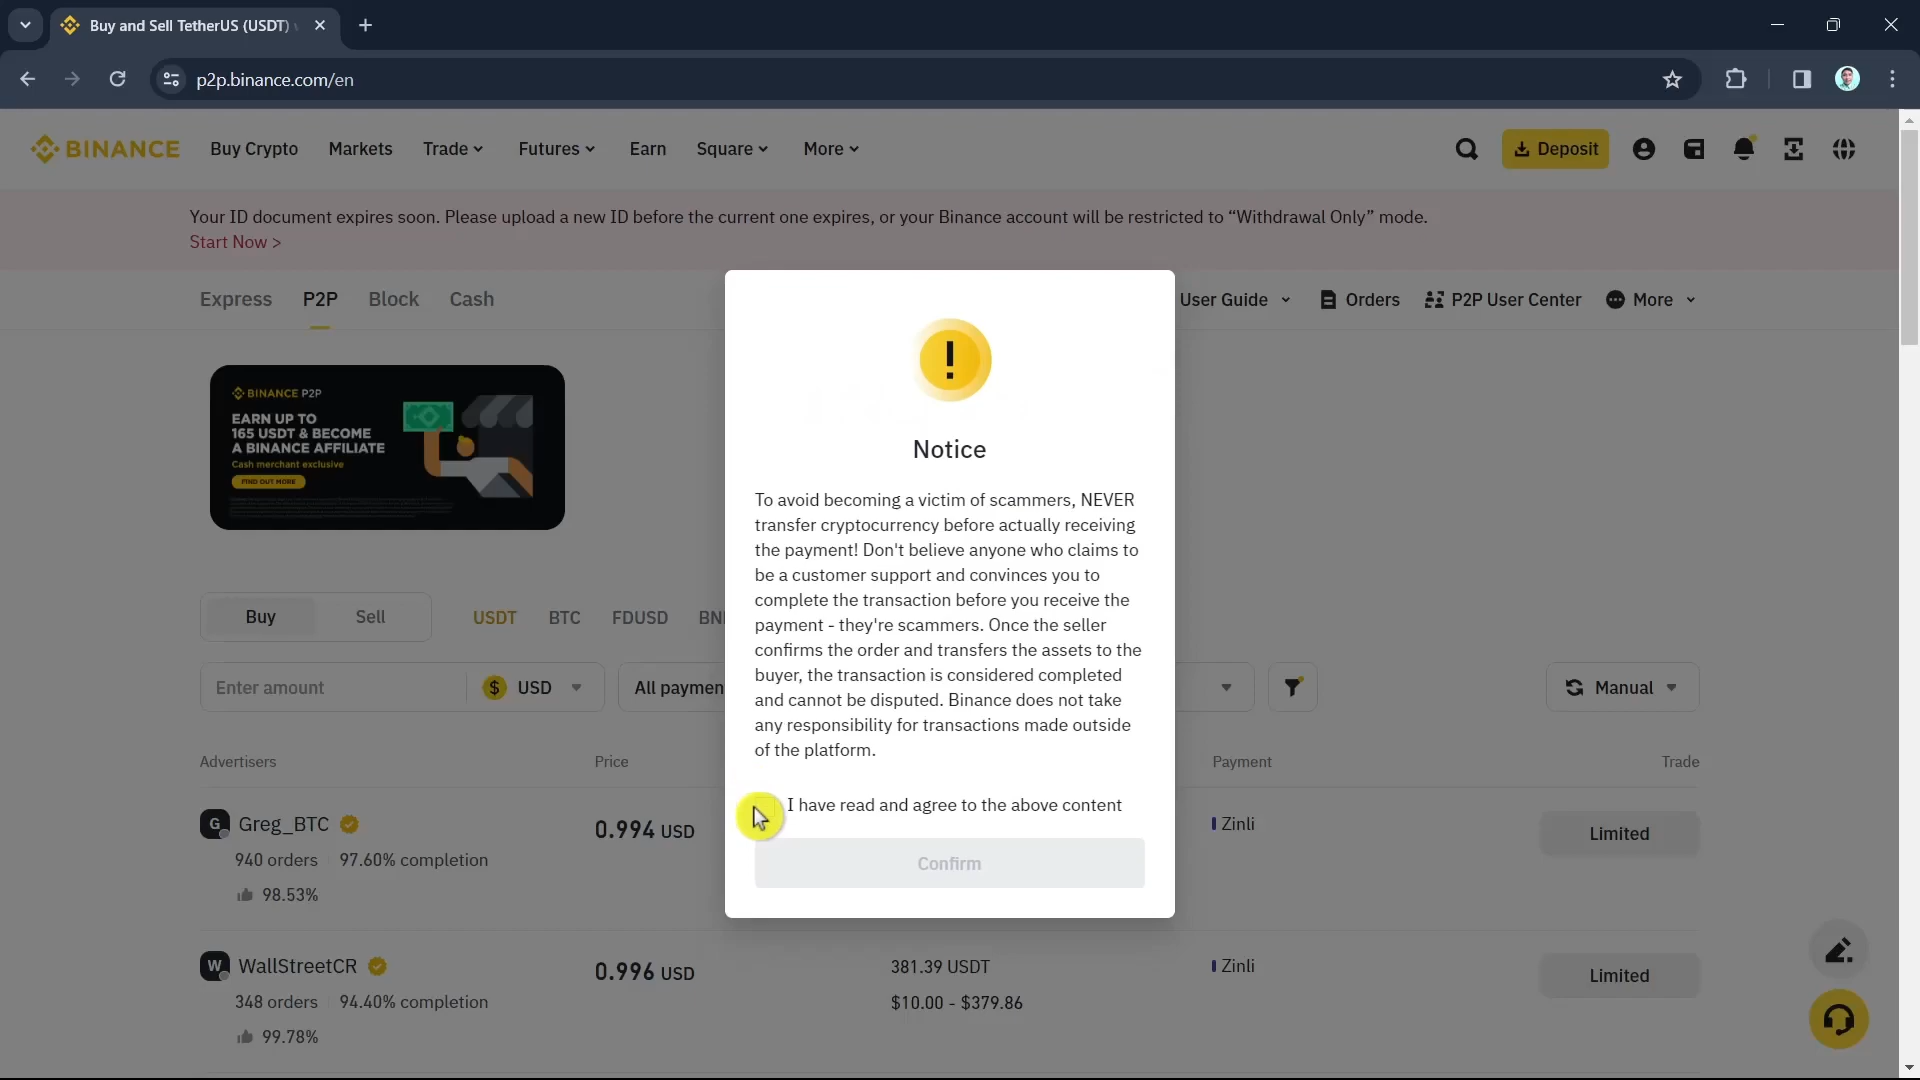 Buy and Sell TetherUS (USDT)
p2p.binance.com/en
BINANCE Buy Crypto Markets Trade Futures Earn Square More Deposit
Your ID document expires soon. Please upload a new ID before the current one expires, or your Binance account will be restricted to “Withdrawal Only” mode.
Start Now >
Express P2P Block Cash User Guide Orders P2P User Center More
BINANCE P2P
EARN UP TO
165 USDT & BECOME
A BINANCE AFFILIATE
Cash merchant exclusive
FIND OUT MORE
!
Notice
To avoid becoming a victim of scammers, NEVER
transfer cryptocurrency before actually receiving
the payment! Don't believe anyone who claims to
be a customer support and convinces you to
complete the transaction before you receive the
payment - they're scammers. Once the seller
confirms the order and transfers the assets to the
buyer, the transaction is considered completed
and cannot be disputed. Binance does not take
any responsibility for transactions made outside
of the platform.
I have read and agree to the above content
Confirm
Buy Sell USDT BTC FDUSD BN
Enter amount $ USD All paymen Manual
Advertisers Price Payment Trade
G Greg_BTC 0.994 USD Zinli Limited
940 orders 97.60% completion
98.53%
W WallStreetCR 0.996 USD 381.39 USDT Zinli Limited
348 orders 94.40% completion $10.00 - $379.86
99.78%